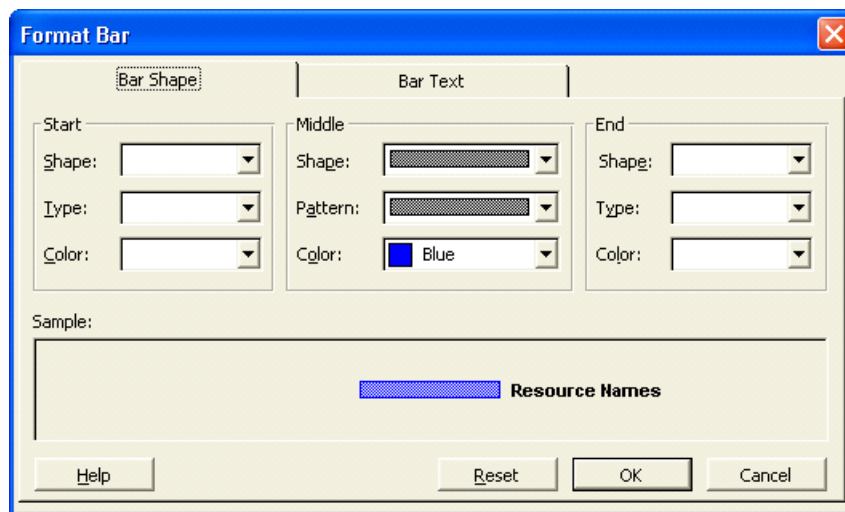 Format Bar
Bar Shape
Bar Text
Start
Shape:
Type:
Color:
Middle
Shape:
Pattern:
Color:
Blue
End
Shape:
Type:
Color:
Sample:
Resource Names
Help
Reset
OK
Cancel